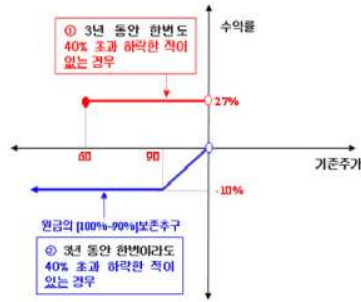 수익률
① 3년 동안 한번도
40% 초과 하락한 적이
있는 경우
27%
60
90
기준주가
-10%
원금의 [100%~90%]보존추구
② 3년 동안 한번이라도
40% 초과 하락한 적이
있는 경우